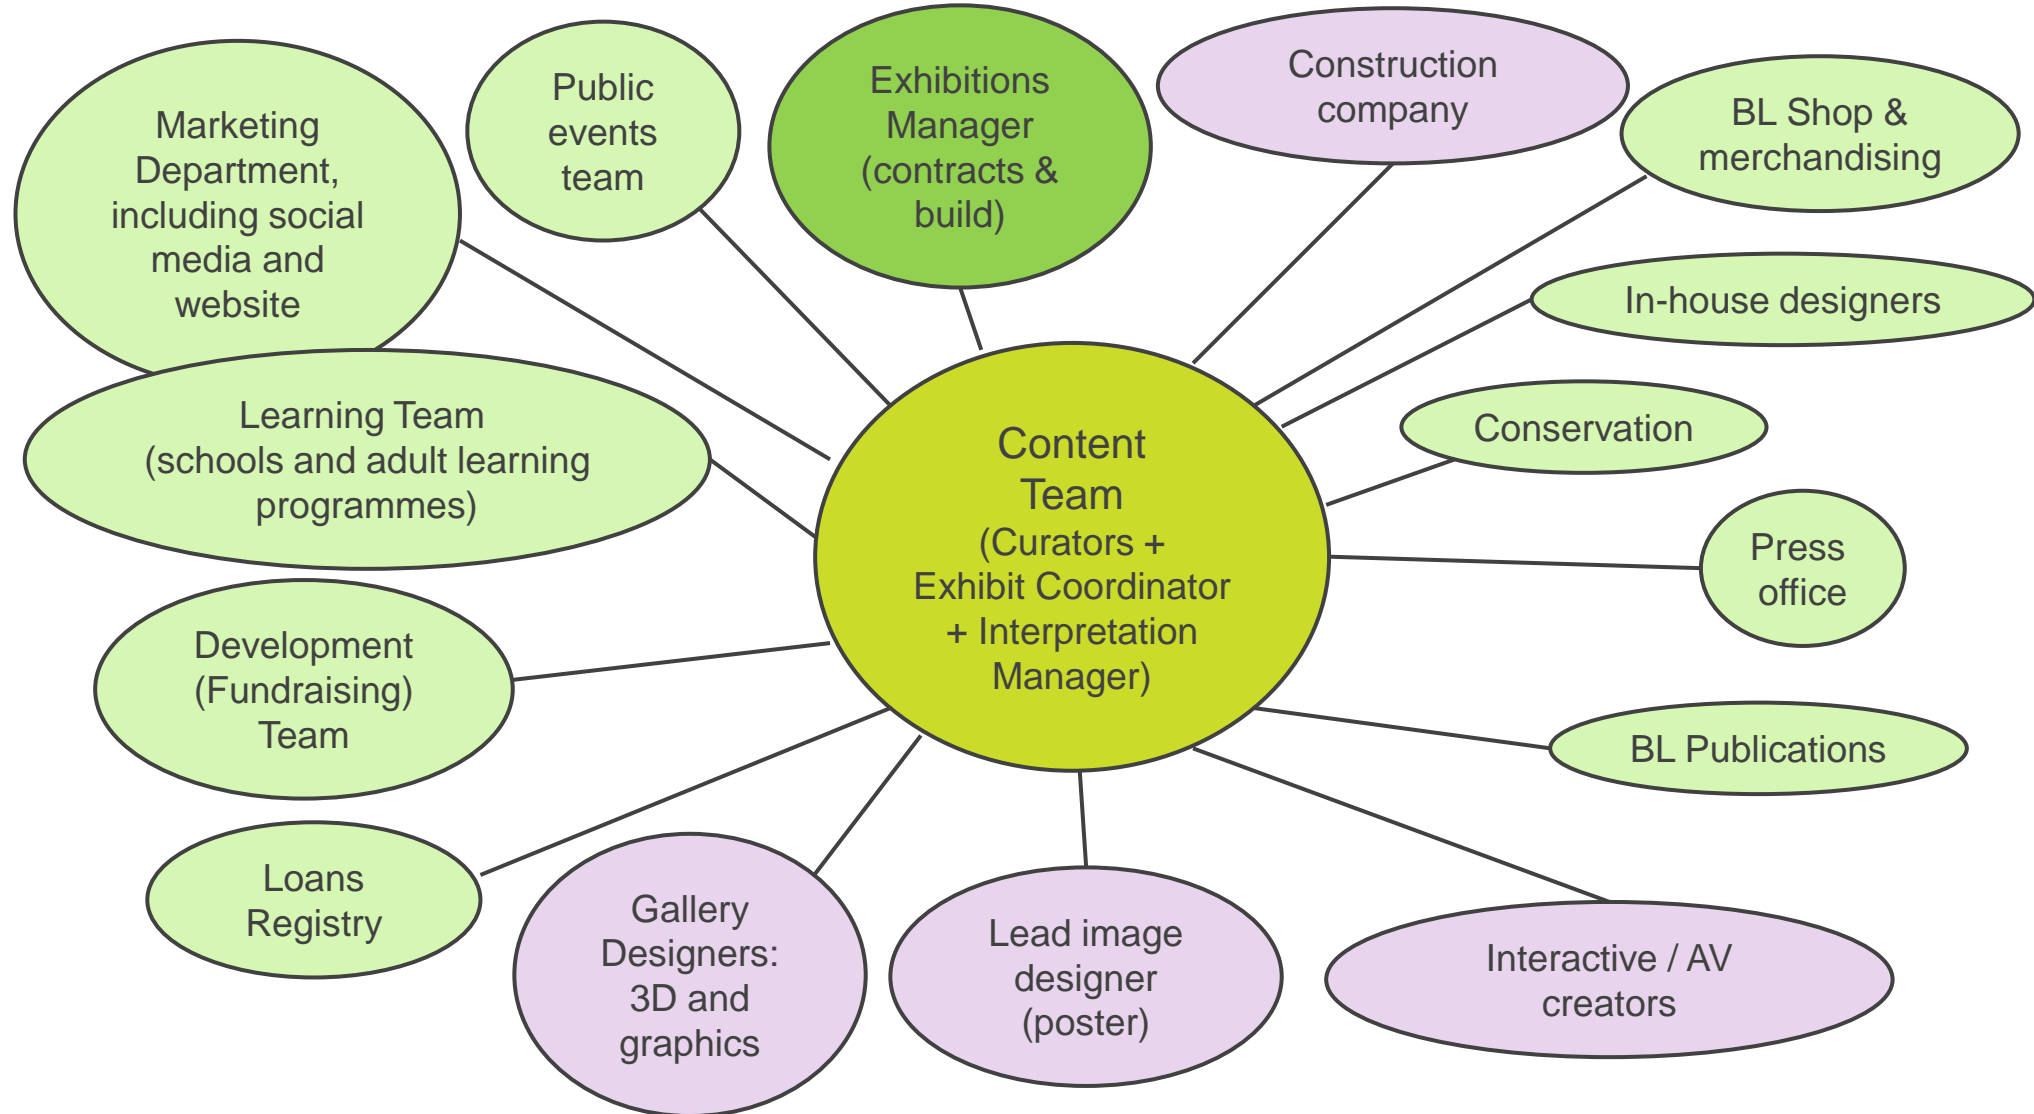 Marketing
Department,
including social
media and
website
Public
events
team
Exhibitions
Manager
(contracts &
build)
Construction
company
BL Shop &
merchandising
In-house designers
Learning Team
(schools and adult learning
programmes)
Content
Team
(Curators +
Exhibit Coordinator
+ Interpretation
Manager)
Conservation
Press
office
Development
(Fundraising)
Team
BL Publications
Loans
Registry
Gallery
Designers:
3D and
graphics
Lead image
designer
(poster)
Interactive / AV
creators